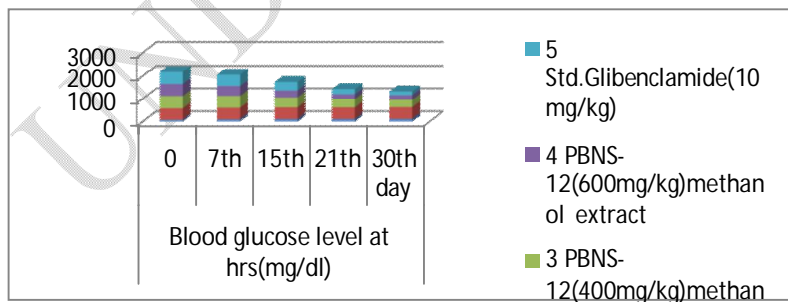 3000
2000
1000
0
0 7th 15th 21th 30th
day
Blood glucose level at
hrs(mg/dl)
5
Std.Glibenclamide(10
mg/kg)
4 PBNS-
12(600mg/kg)methan
ol extract
3 PBNS-
12(400mg/kg)methan